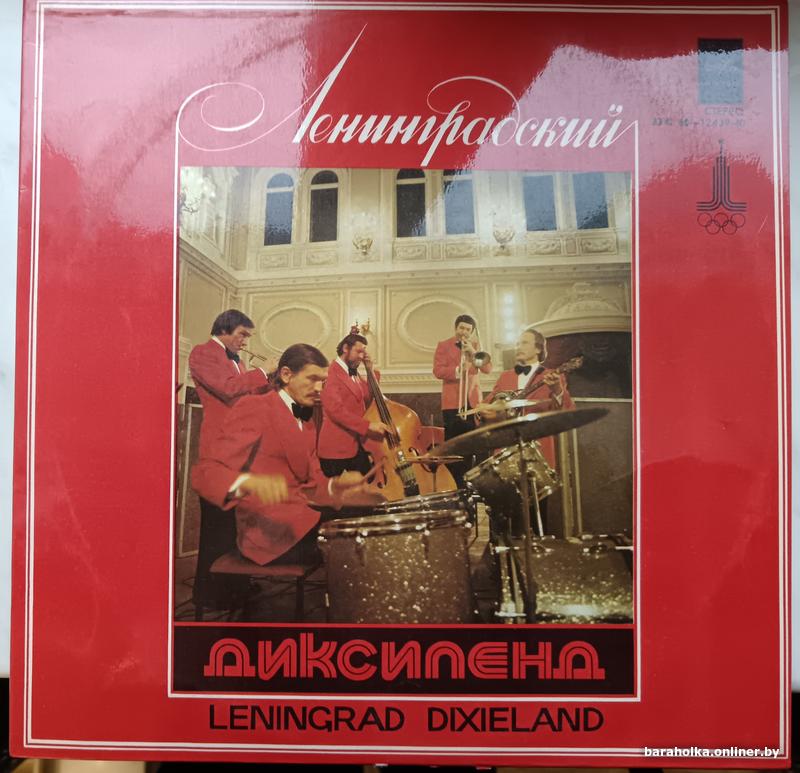 Ленинградский
СТЕРЕО
ДИКСИЛЕНД
LENINGRAD DIXIELAND
baraholka.onliner.by